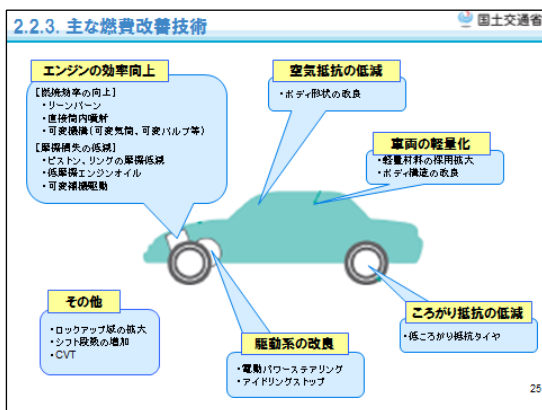 2.2.3. 主な燃費改善技術
国土交通省
エンジンの効率向上
【熱効率の向上】
・リーンバーン
・直接筒内噴射
・可変機構(可変気筒、可変バルブ等)
【摩擦損失の低減】
・ピストン、リングの摩擦低減
・低摩擦エンジンオイル
・可変補機駆動
空気抵抗の低減
・ボディ形状の改良
車両の軽量化
・軽量材料の採用拡大
・ボディ構造の改良
その他
・ロックアップ域の拡大
・シフト段数の増加
・CVT
駆動系の改良
・電動パワーステアリング
・アイドリングストップ
ころがり抵抗の低減
・低ころがり抵抗タイヤ
25